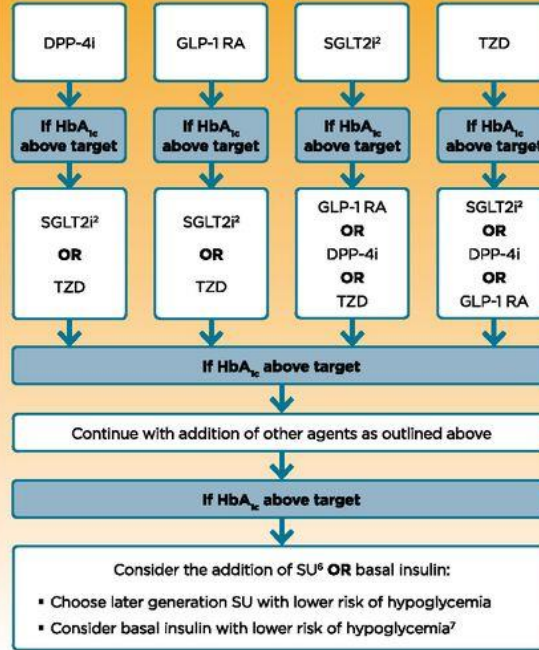 DPP-4i
GLP-1 RA
SGLT2i²
TZD
If HbA₁c
above target
If HbA₁c
above target
If HbA₁c
above target
If HbA₁c
above target
SGLT2i²
OR
TZD
SGLT2i²
OR
TZD
GLP-1 RA
OR
DPP-4i
OR
TZD
SGLT2i²
OR
DPP-4i
OR
GLP-1 RA
If HbA₁c above target
Continue with addition of other agents as outlined above
If HbA₁c above target
Consider the addition of SU⁶ OR basal insulin:
▪ Choose later generation SU with lower risk of hypoglycemia
▪ Consider basal insulin with lower risk of hypoglycemia⁷